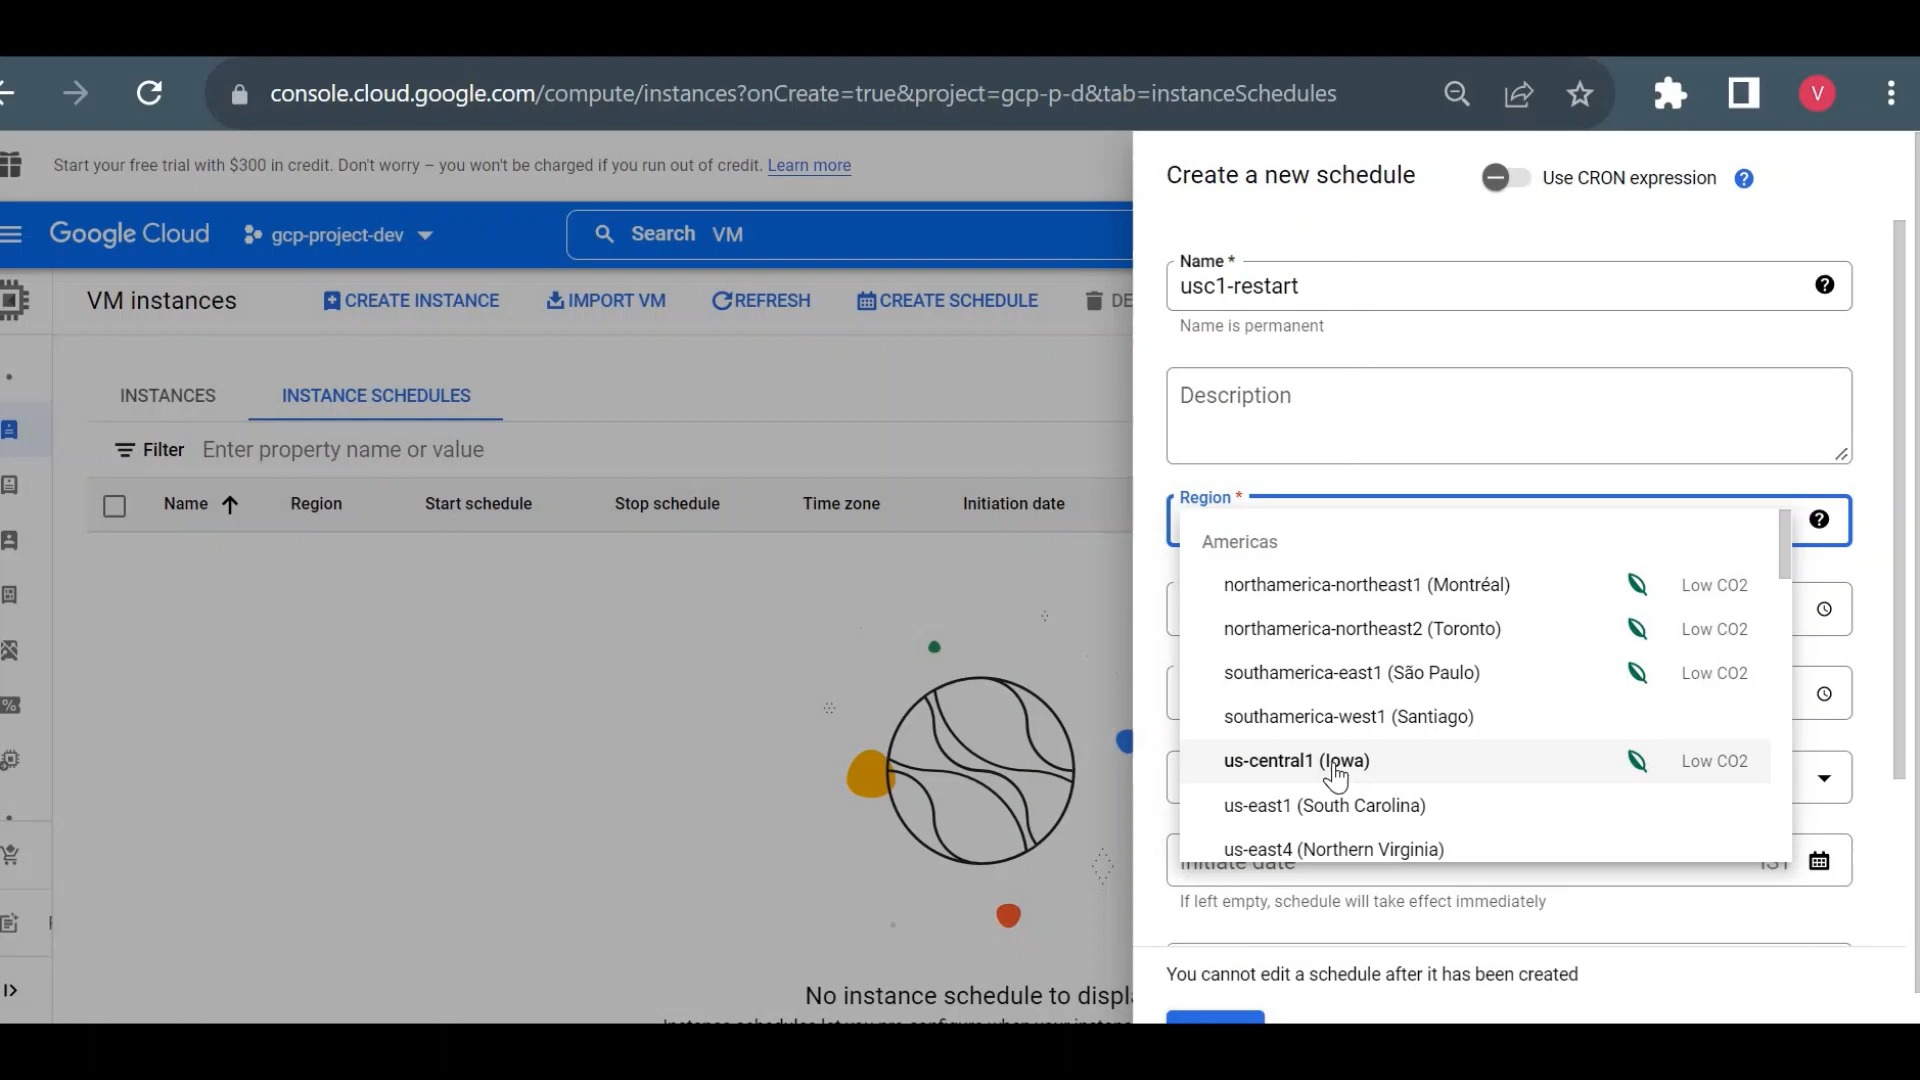 console.cloud.google.com/compute/instances?onCreate=true&project=gcp-p-d&tab=instanceSchedules
V
Start your free trial with $300 in credit. Don't worry – you won't be charged if you run out of credit. Learn more
Google Cloud
gcp-project-dev
Search VM
VM instances
CREATE INSTANCE
IMPORT VM
REFRESH
CREATE SCHEDULE
DE
INSTANCES
INSTANCE SCHEDULES
Filter Enter property name or value
Name
Region
Start schedule
Stop schedule
Time zone
Initiation date
No instance schedule to displ
Create a new schedule
Use CRON expression
Name *
usc1-restart
Name is permanent
Description
Region *
Americas
northamerica-northeast1 (Montréal) Low CO2
northamerica-northeast2 (Toronto) Low CO2
southamerica-east1 (São Paulo) Low CO2
southamerica-west1 (Santiago)
us-central1 (Iowa) Low CO2
us-east1 (South Carolina)
us-east4 (Northern Virginia)
If left empty, schedule will take effect immediately
You cannot edit a schedule after it has been created